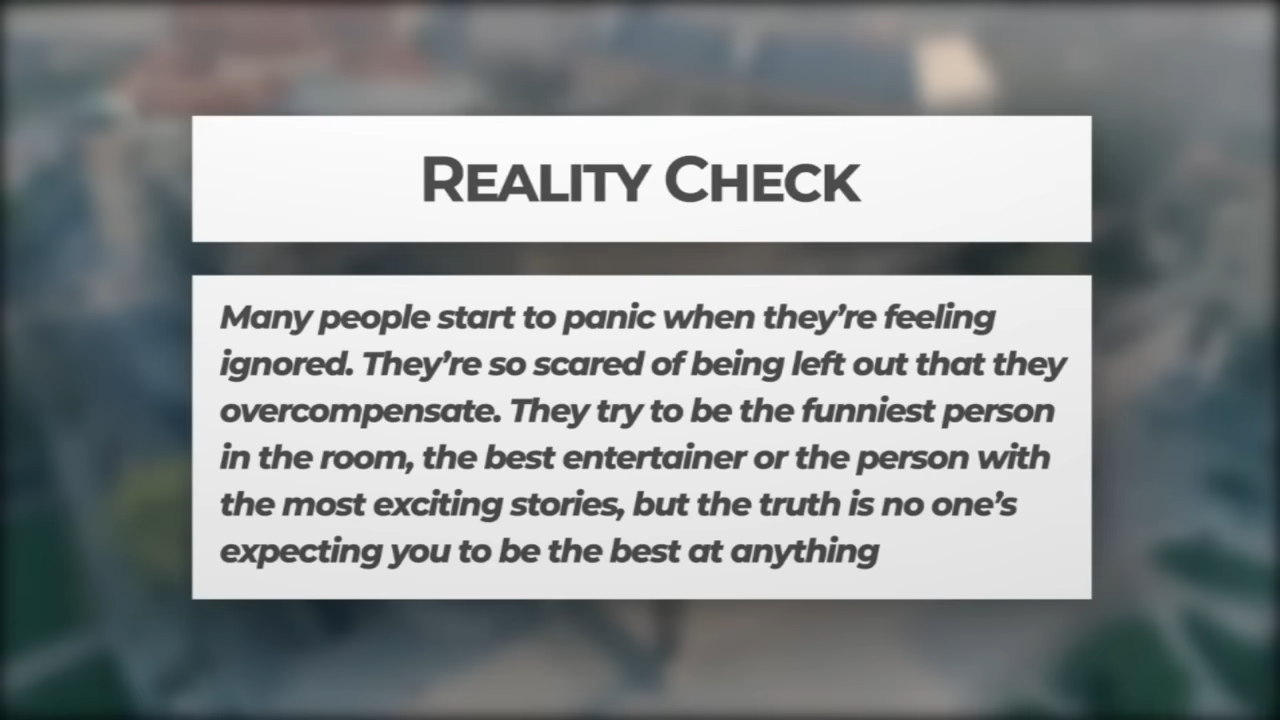 Reality Check
Many people start to panic when they’re feeling
ignored. They’re so scared of being left out that they
overcompensate. They try to be the funniest person
in the room, the best entertainer or the person with
the most exciting stories, but the truth is no one’s
expecting you to be the best at anything